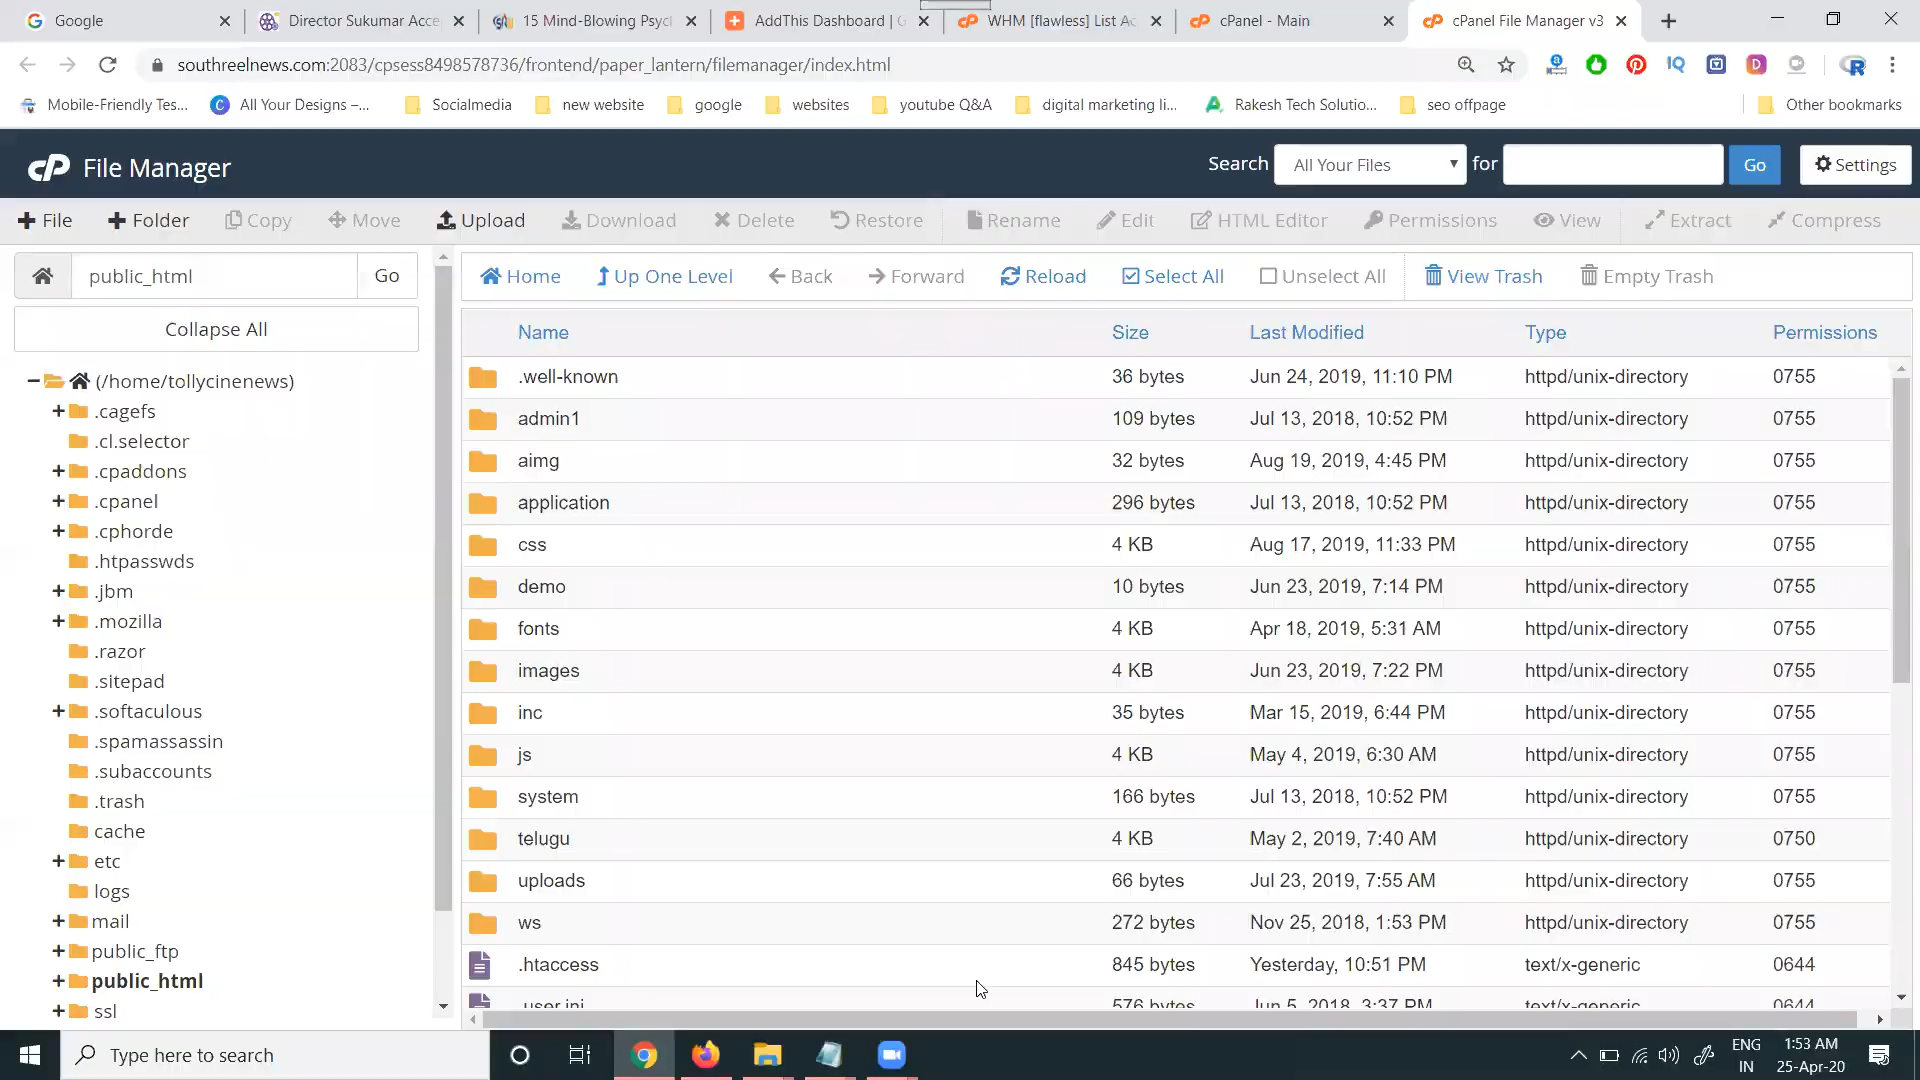 Google
Director Sukumar Acce
15 Mind-Blowing Psyc
AddThis Dashboard | G
WHM [flawless] List Ac
cPanel - Main
cPanel File Manager v3
southreelnews.com:2083/cpsess8498578736/frontend/paper_lantern/filemanager/index.html
Mobile-Friendly Tes...
All Your Designs –...
Socialmedia
new website
google
websites
youtube Q&A
digital marketing li...
Rakesh Tech Solutio...
seo offpage
Other bookmarks
cP File Manager
Search All Your Files for Go Settings
File Folder Copy Move Upload Download Delete Restore Rename Edit HTML Editor Permissions View Extract Compress
public_html Go
Home Up One Level Back Forward Reload Select All Unselect All View Trash Empty Trash
Collapse All
(/home/tollycinenews)
.cagefs
.cl.selector
.cpaddons
.cpanel
.cphorde
.htpasswds
.jbm
.mozilla
.razor
.sitepad
.softaculous
.spamassassin
.subaccounts
.trash
cache
etc
logs
mail
public_ftp
public_html
ssl
Name Size Last Modified Type Permissions
.well-known 36 bytes Jun 24, 2019, 11:10 PM httpd/unix-directory 0755
admin1 109 bytes Jul 13, 2018, 10:52 PM httpd/unix-directory 0755
aimg 32 bytes Aug 19, 2019, 4:45 PM httpd/unix-directory 0755
application 296 bytes Jul 13, 2018, 10:52 PM httpd/unix-directory 0755
css 4 KB Aug 17, 2019, 11:33 PM httpd/unix-directory 0755
demo 10 bytes Jun 23, 2019, 7:14 PM httpd/unix-directory 0755
fonts 4 KB Apr 18, 2019, 5:31 AM httpd/unix-directory 0755
images 4 KB Jun 23, 2019, 7:22 PM httpd/unix-directory 0755
inc 35 bytes Mar 15, 2019, 6:44 PM httpd/unix-directory 0755
js 4 KB May 4, 2019, 6:30 AM httpd/unix-directory 0755
system 166 bytes Jul 13, 2018, 10:52 PM httpd/unix-directory 0755
telugu 4 KB May 2, 2019, 7:40 AM httpd/unix-directory 0750
uploads 66 bytes Jul 23, 2019, 7:55 AM httpd/unix-directory 0755
ws 272 bytes Nov 25, 2018, 1:53 PM httpd/unix-directory 0755
.htaccess 845 bytes Yesterday, 10:51 PM text/x-generic 0644
.user.ini 576 bytes Jun 5, 2018, 3:37 PM text/x-generic 0644
Type here to search
ENG
IN
1:53 AM
25-Apr-20